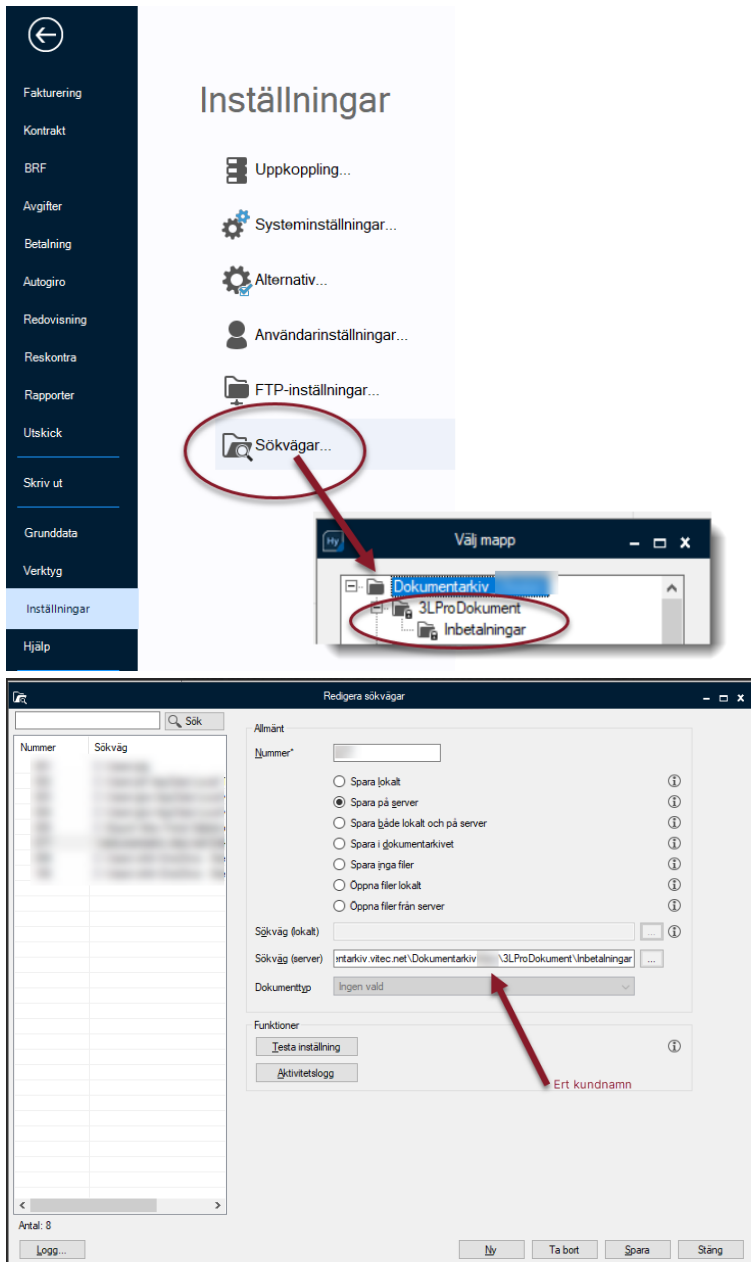 Fakturering
Kontrakt
BRF
Avgifter
Betalning
Autogiro
Redovisning
Reskontra
Rapporter
Utskick
Skriv ut
Grunddata
Verktyg
Inställningar
Hjälp
Inställningar
Uppkoppling...
Systeminställningar...
Alternativ...
Användarinställningar...
FTP-inställningar...
Sökvägar...
Hy
Välj mapp
Dokumentarkiv
3LProDokument
Inbetalningar
Redigera sökvägar
Sök
Nummer Sökväg
Antal: 8
Logg...
Allmänt
Nummer*
Spara lokalt
Spara på server
Spara både lokalt och på server
Spara i dokumentarkivet
Spara inga filer
Öppna filer lokalt
Öppna filer från server
Sökväg (lokalt) ...
Sökväg (server) entarkiv.vitec.net\Dokumentarkiv \3LProDokument\Inbetalningar ...
Dokumenttyp Ingen vald
Funktioner
Testa inställning
Aktivitetslogg
Ert kundnamn
Ny Ta bort Spara Stäng